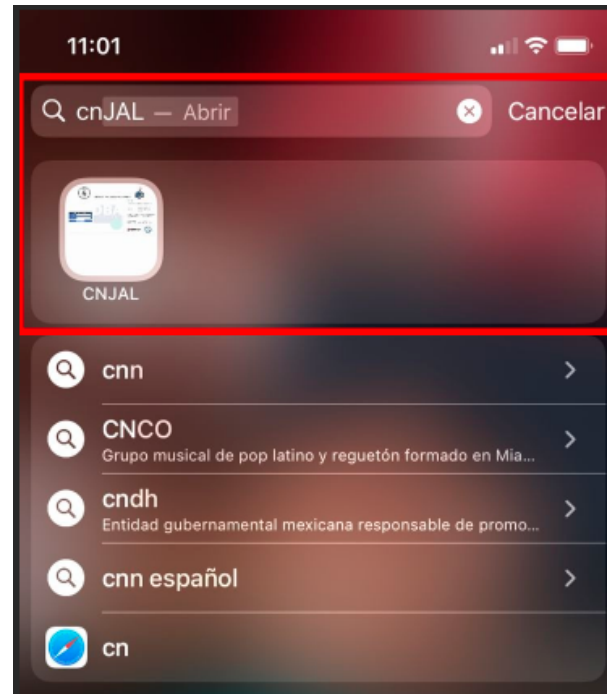 11:01
cnJAL — Abrir
Cancelar
CNJAL
cnn
CNCO
Grupo musical de pop latino y reguetón formado en Mia...
cndh
Entidad gubernamental mexicana responsable de promo...
cnn español
cn